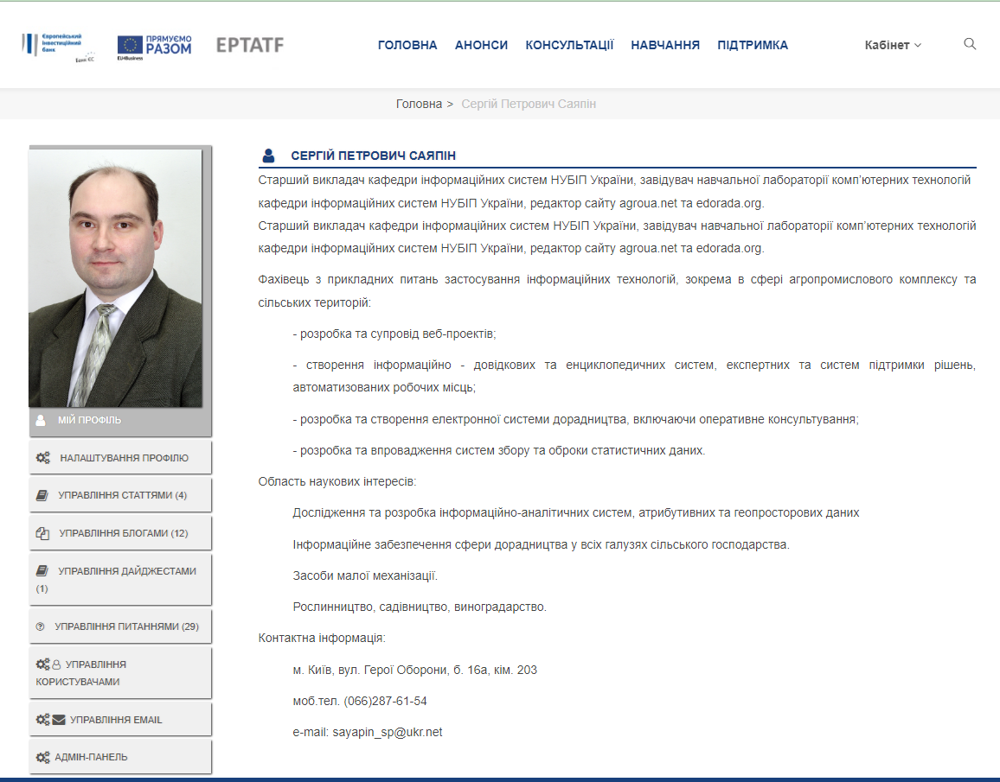 Європейський
інвестиційний
банк
Банк ЄС
EU4Business
ПРЯМУЄМО
РАЗОМ
EPTATF
ГОЛОВНА АНОНСИ КОНСУЛЬТАЦІЇ НАВЧАННЯ ПІДТРИМКА
Кабінет
Головна > Сергій Петрович Саяпін
МІЙ ПРОФІЛЬ
НАЛАШТУВАННЯ ПРОФІЛЮ
УПРАВЛІННЯ СТАТТЯМИ (4)
УПРАВЛІННЯ БЛОГАМИ (12)
УПРАВЛІННЯ ДАЙДЖЕСТАМИ
(1)
УПРАВЛІННЯ ПИТАННЯМИ (29)
УПРАВЛІННЯ
КОРИСТУВАЧАМИ
УПРАВЛІННЯ EMAIL
АДМІН-ПАНЕЛЬ
СЕРГІЙ ПЕТРОВИЧ САЯПІН
Старший викладач кафедри інформаційних систем НУБІП України, завідувач навчальної лабораторії комп’ютерних технологій
кафедри інформаційних систем НУБІП України, редактор сайту agroua.net та edorada.org.
Старший викладач кафедри інформаційних систем НУБІП України, завідувач навчальної лабораторії комп’ютерних технологій
кафедри інформаційних систем НУБІП України, редактор сайту agroua.net та edorada.org.
Фахівець з прикладних питань застосування інформаційних технологій, зокрема в сфері агропромислового комплексу та
сільських територій:
- розробка та супровід веб-проектів;
- створення інформаційно - довідкових та енциклопедичних систем, експертних та систем підтримки рішень,
автоматизованих робочих місць;
- розробка та створення електронної системи дорадництва, включаючи оперативне консультування;
- розробка та впровадження систем збору та оброки статистичних даних.
Область наукових інтересів:
Дослідження та розробка інформаційно-аналітичних систем, атрибутивних та геопросторових даних
Інформаційне забезпечення сфери дорадництва у всіх галузях сільського господарства.
Засоби малої механізації.
Рослинництво, садівництво, виноградарство.
Контактна інформація:
м. Київ, вул. Герої Оборони, б. 16а, кім. 203
моб.тел. (066)287-61-54
e-mail: sayapin_sp@ukr.net